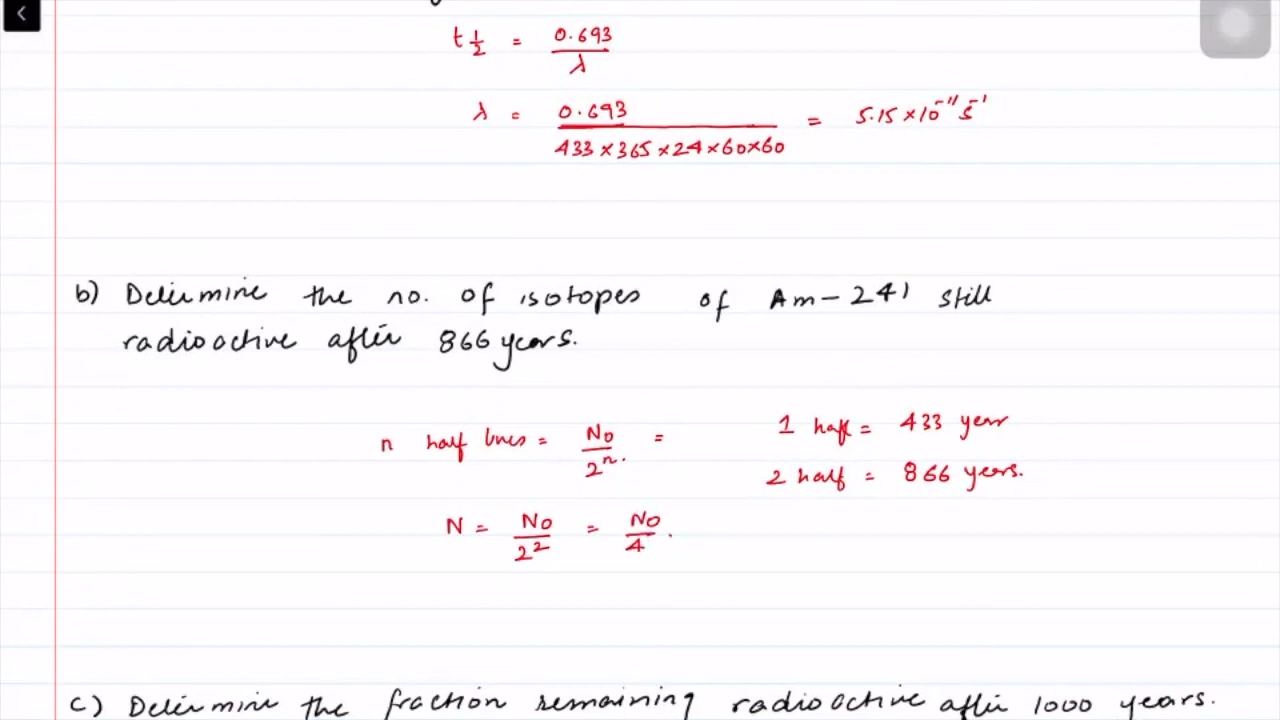 t 1/2 = 0.693 / λ
λ = 0.693 / 433 × 365 × 24 × 60 × 60 = 5.15 × 10⁻¹¹ s⁻¹
b) Determine the no. of isotopes of Am - 241 still
radioactive after 866 years.
n half lives = N₀ / 2ⁿ. = 1 half = 433 year
2 half = 866 years.
N = N₀ / 2² = N₀ / 4 .
c) Determine the fraction remaining radioactive after 1000 years.